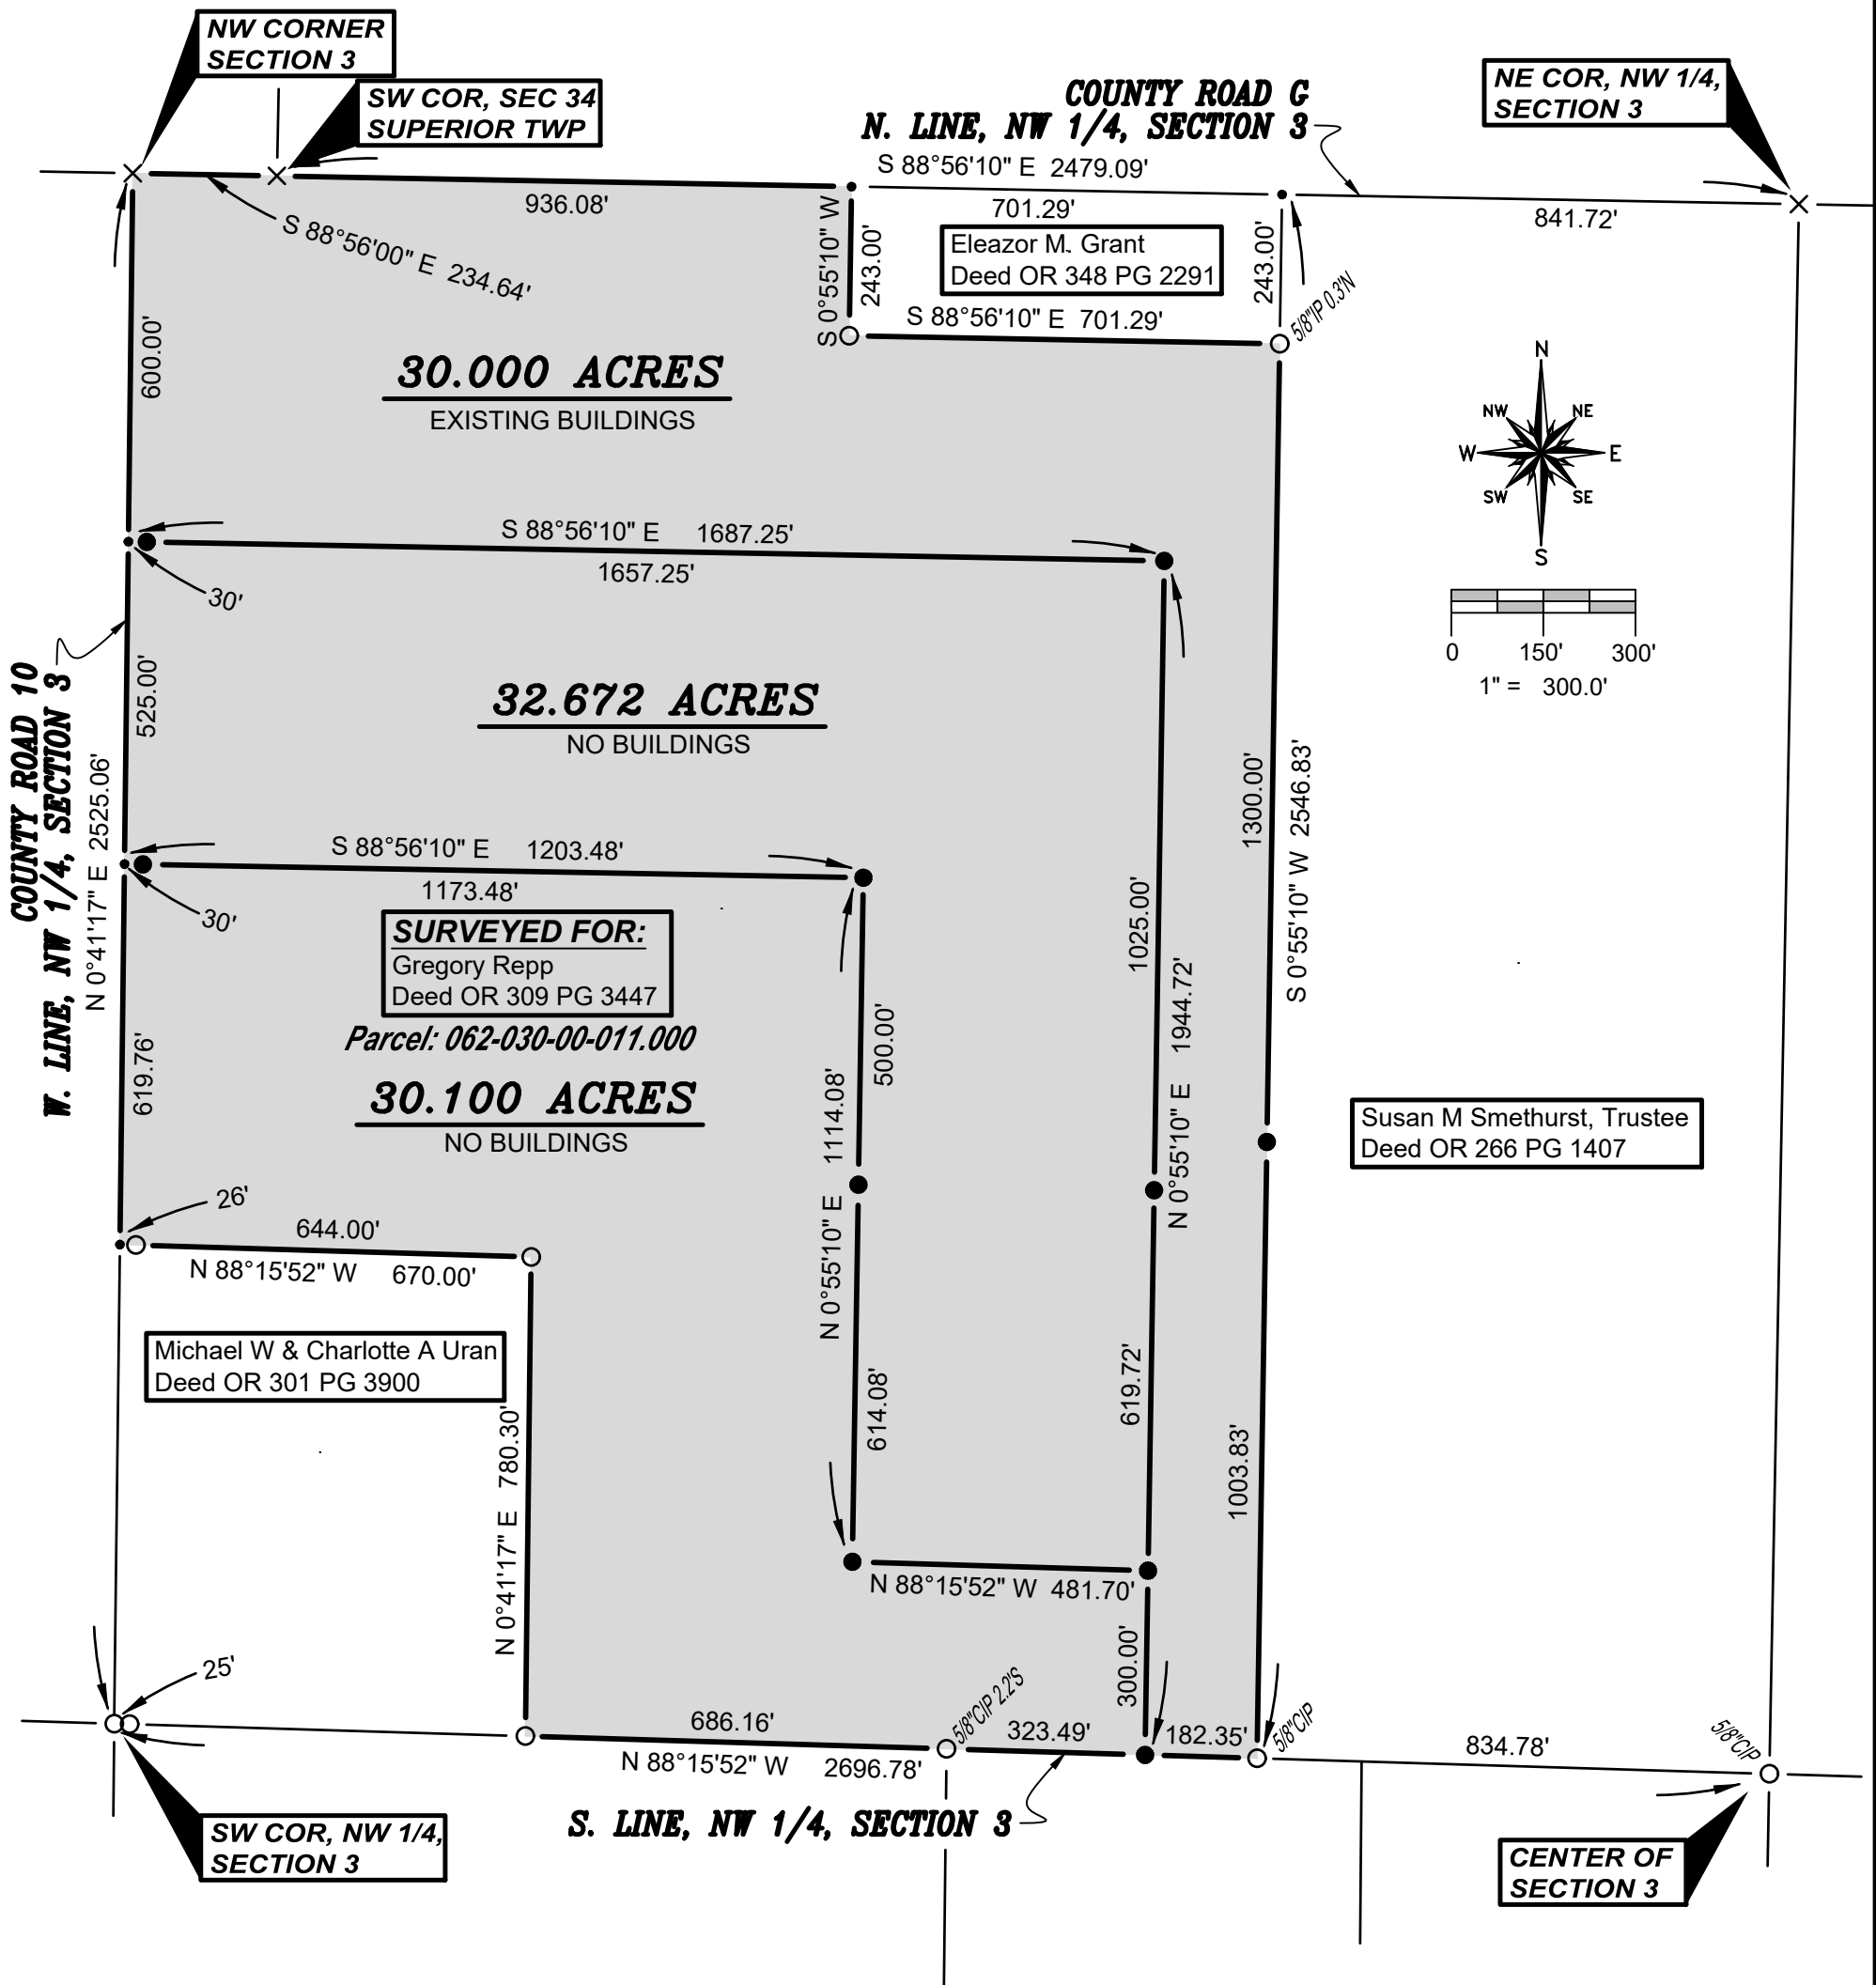 NW CORNER
SECTION 3
SW COR, SEC 34
SUPERIOR TWP
COUNTY ROAD G
N. LINE, NW 1/4, SECTION 3
NE COR, NW 1/4,
SECTION 3
S 88°56'10" E 2479.09'
936.08'
701.29'
841.72'
S 88°56'00" E 234.64'
S 0°55'10" W
243.00'
Eleazor M. Grant
Deed OR 348 PG 2291
243.00'
5/8"IP 0.3'N
S 88°56'10" E 701.29'
600.00'
30.000 ACRES
EXISTING BUILDINGS
N
NW
NE
W
E
SW
SE
S
S 88°56'10" E 1687.25'
1657.25'
30'
0 150' 300'
1" = 300.0'
COUNTY ROAD 10
W. LINE, NW 1/4, SECTION 3
N 0°41'17" E 2525.06'
525.00'
32.672 ACRES
NO BUILDINGS
1300.00'
S 0°55'10" W 2546.83'
S 88°56'10" E 1203.48'
1173.48'
30'
1025.00'
N 0°55'10" E 1944.72'
SURVEYED FOR:
Gregory Repp
Deed OR 309 PG 3447
Parcel: 062-030-00-011.000
30.100 ACRES
NO BUILDINGS
619.76'
500.00'
N 0°55'10" E 1114.08'
Susan M Smethurst, Trustee
Deed OR 266 PG 1407
26'
644.00'
N 88°15'52" W 670.00'
Michael W & Charlotte A Uran
Deed OR 301 PG 3900
N 0°41'17" E 780.30'
614.08'
619.72'
1003.83'
N 88°15'52" W 481.70'
25'
300.00'
5/8"CIP 2.2'S
686.16'
323.49'
182.35'
5/8"CIP
834.78'
5/8"CIP
N 88°15'52" W 2696.78'
S. LINE, NW 1/4, SECTION 3
SW COR, NW 1/4,
SECTION 3
CENTER OF
SECTION 3